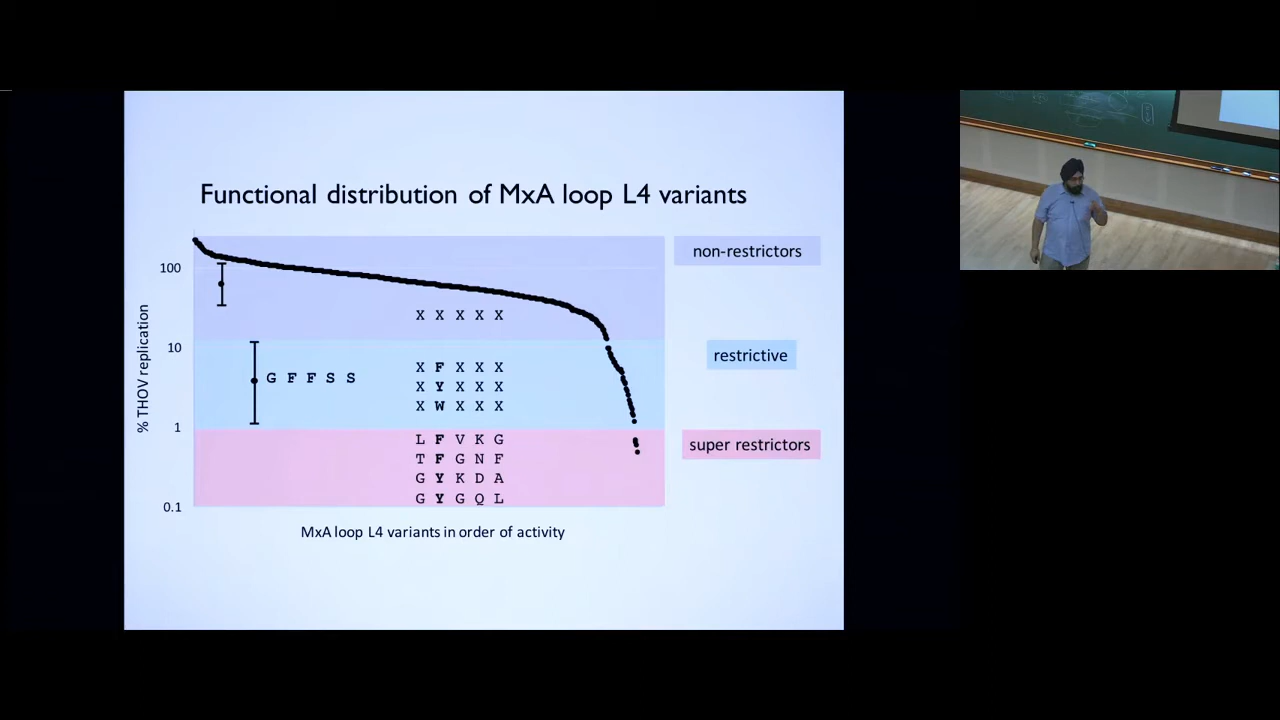 Functional distribution of MxA loop L4 variants
% THOV replication
100
10
1
0.1
G F F S S
X X X X X
X F X X X
X Y X X X
X W X X X
L F V K G
T F G N F
G Y K D A
G Y G Q L
non-restrictors
restrictive
super restrictors
MxA loop L4 variants in order of activity